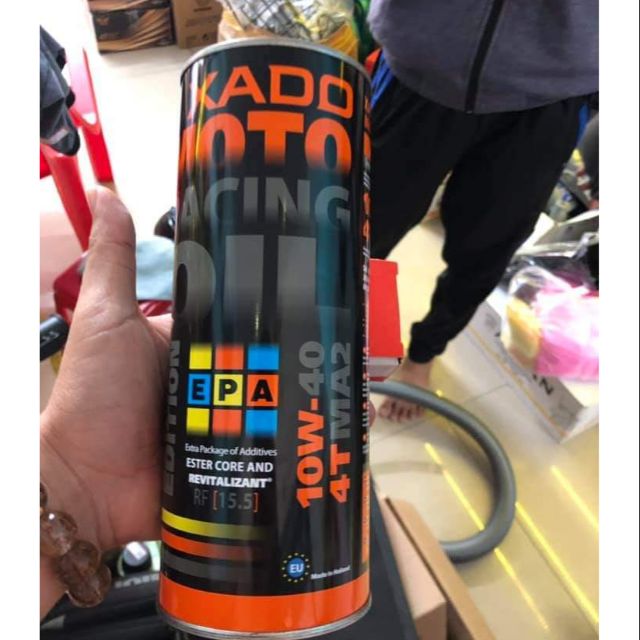 XADO
MOTO
RACING
OIL
EDITION
10W-40
4T MA2
E P A
Extra Package of Additives
ESTER CORE AND
REVITALIZANT®
RF [15.5]
EU
Made in Holland